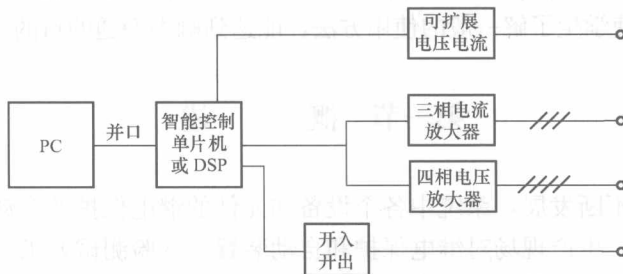 可扩展
电压电流
PC
并口
智能控制
单片机
或 DSP
三相电流
放大器
四相电压
放大器
开入
开出